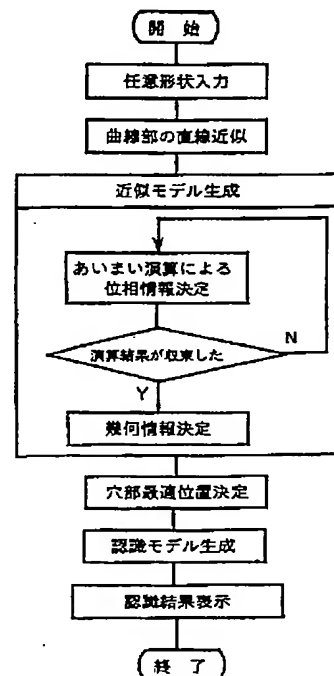 開 始
任意形状入力
曲線部の直線近似
近似モデル生成
あいまい演算による
位相情報決定
演算結果が収束した
N
Y
幾何情報決定
穴部最適位置決定
認識モデル生成
認識結果表示
終 了